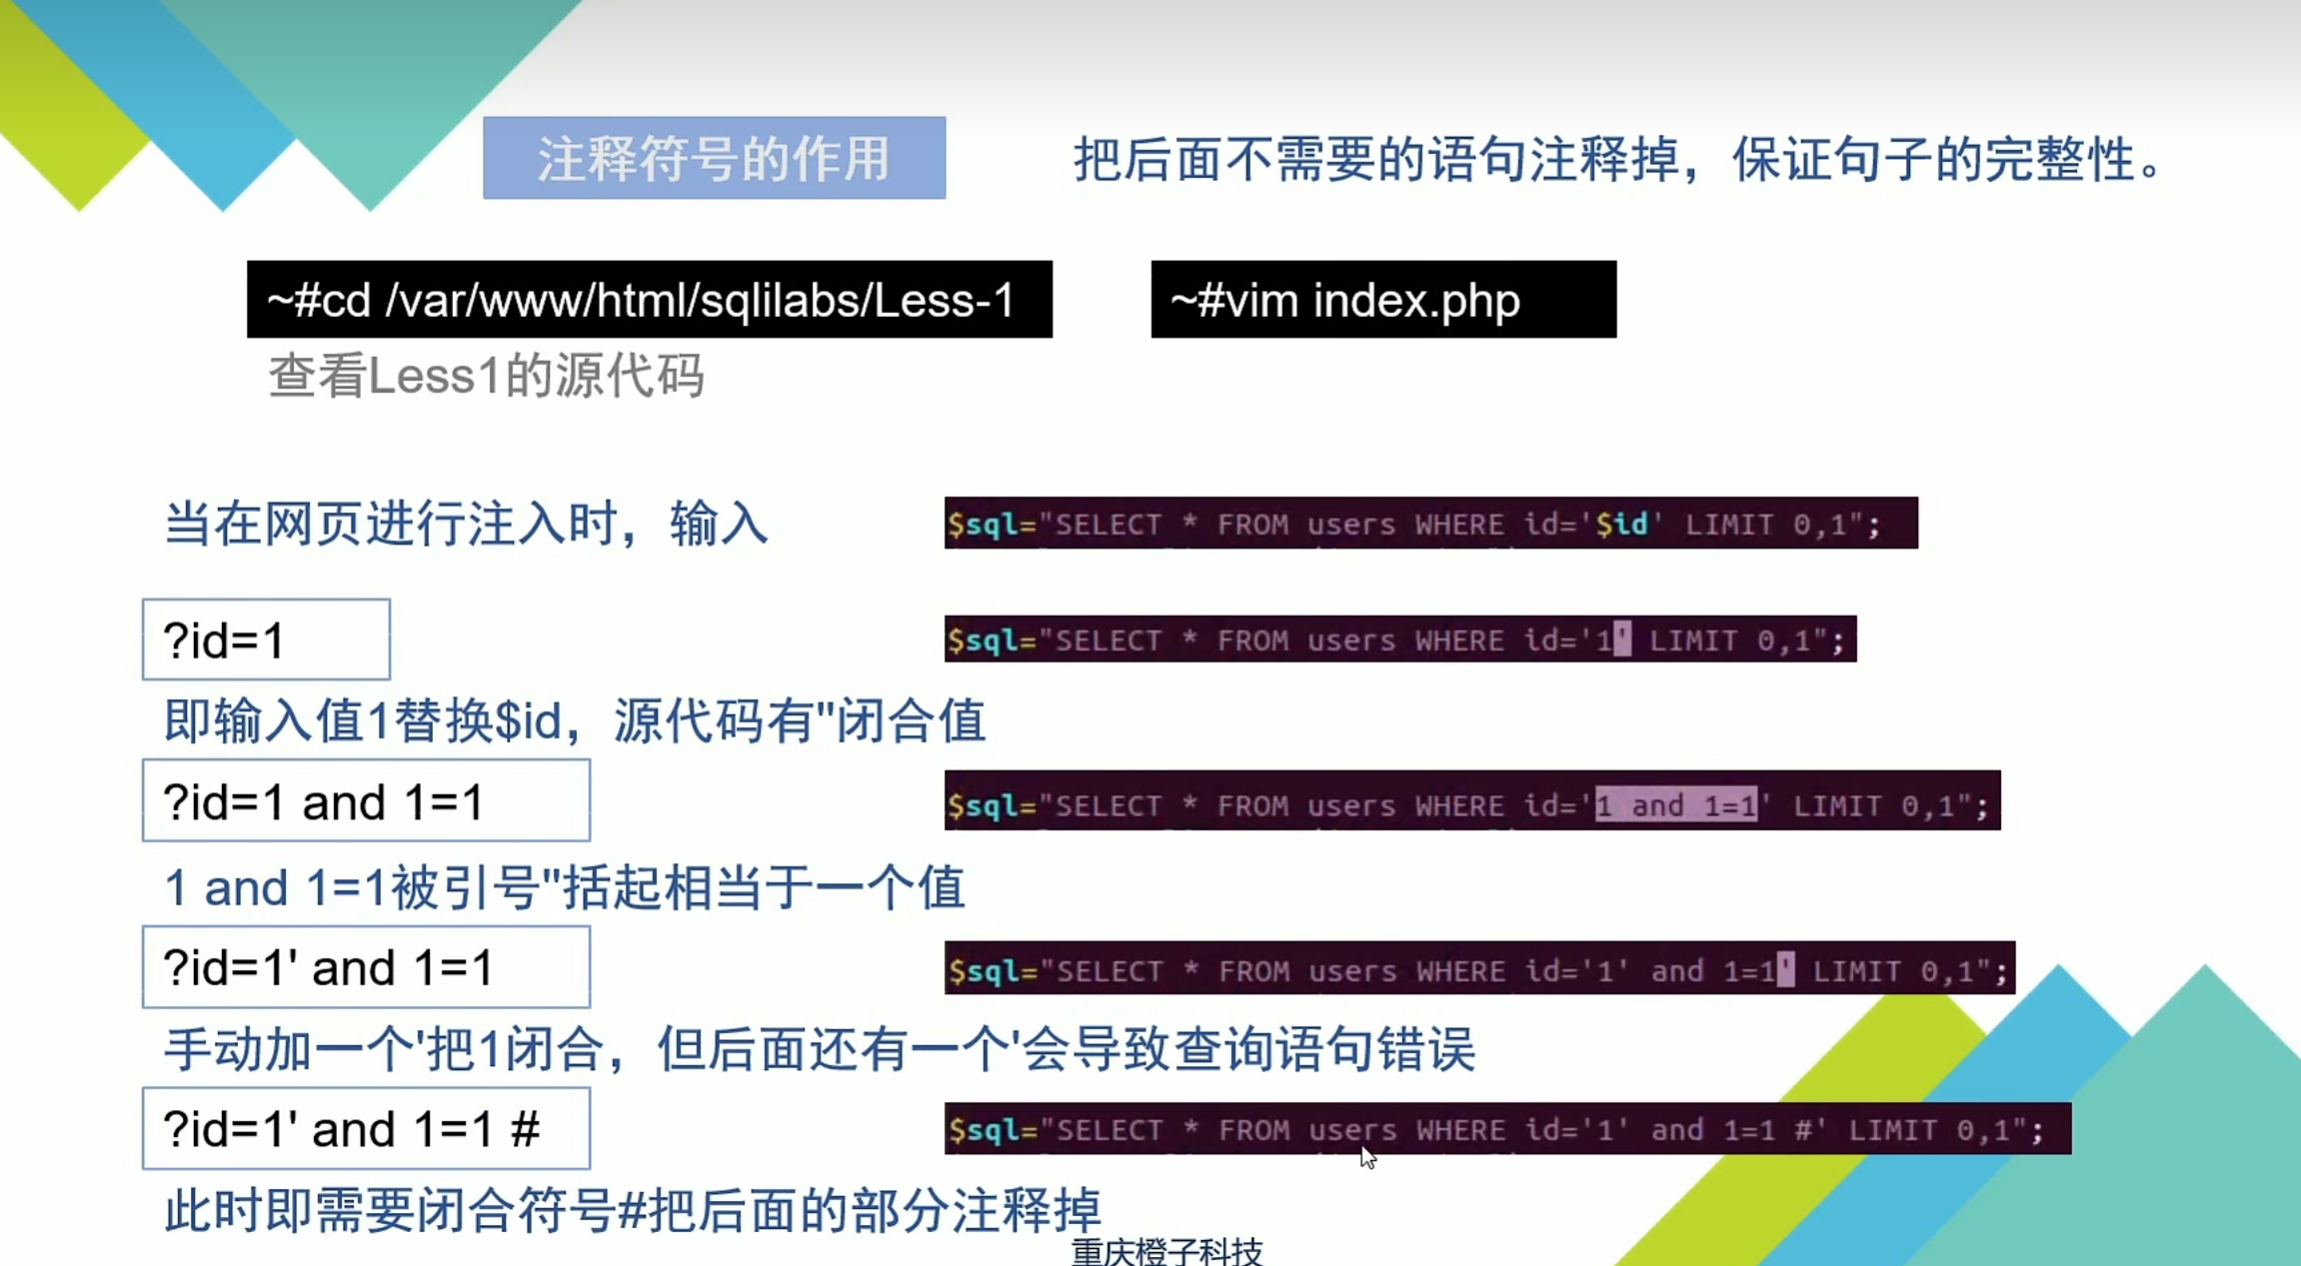 注释符号的作用 把后面不需要的语句注释掉，保证句子的完整性。
~#cd /var/www/html/sqlilabs/Less-1 ~#vim index.php
查看Less1的源代码
当在网页进行注入时，输入 $sql="SELECT * FROM users WHERE id='$id' LIMIT 0,1";
?id=1 $sql="SELECT * FROM users WHERE id='1' LIMIT 0,1";
即输入值1替换$id，源代码有''闭合值
?id=1 and 1=1 $sql="SELECT * FROM users WHERE id='1 and 1=1' LIMIT 0,1";
1 and 1=1被引号''括起相当于一个值
?id=1' and 1=1 $sql="SELECT * FROM users WHERE id='1' and 1=1' LIMIT 0,1";
手动加一个'把1闭合，但后面还有一个'会导致查询语句错误
?id=1' and 1=1 # $sql="SELECT * FROM users WHERE id='1' and 1=1 #' LIMIT 0,1";
此时即需要闭合符号#把后面的部分注释掉
重庆橙子科技